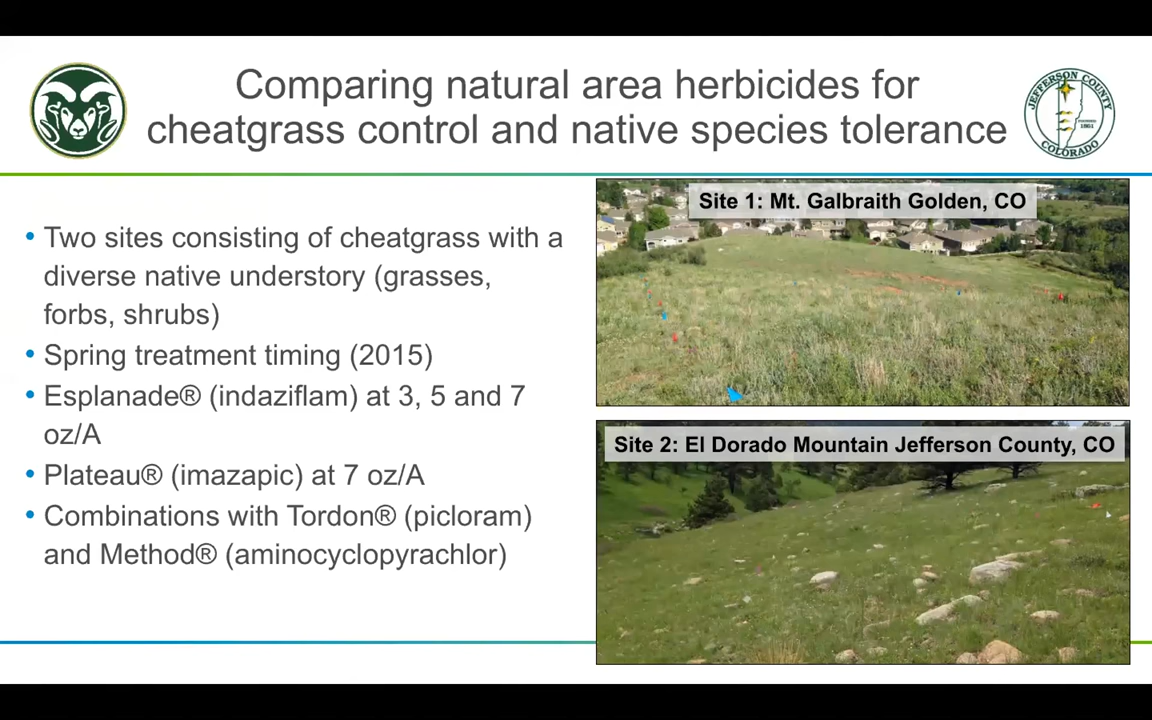 Comparing natural area herbicides for
cheatgrass control and native species tolerance
JEFFERSON COUNTY
COLORADO
1861
• Two sites consisting of cheatgrass with a
diverse native understory (grasses,
forbs, shrubs)
• Spring treatment timing (2015)
• Esplanade® (indaziflam) at 3, 5 and 7
oz/A
• Plateau® (imazapic) at 7 oz/A
• Combinations with Tordon® (picloram)
and Method® (aminocyclopyrachlor)
Site 1: Mt. Galbraith Golden, CO
Site 2: El Dorado Mountain Jefferson County, CO